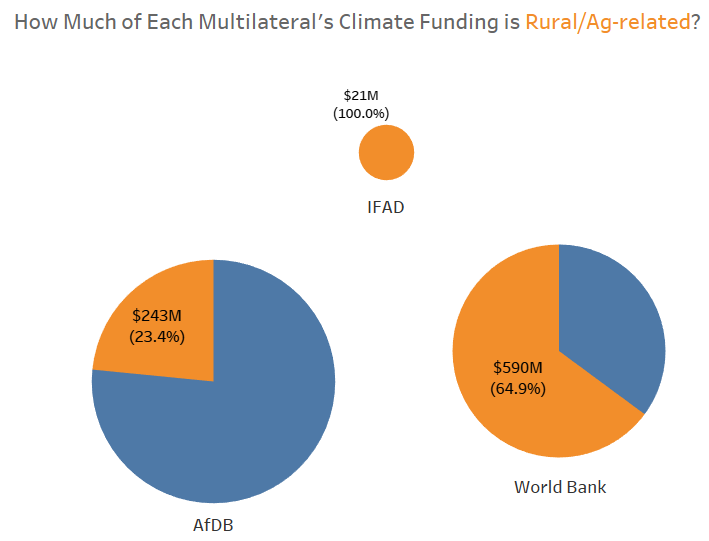 How Much of Each Multilateral's Climate Funding is Rural/Ag-related?
$21M
(100.0%)
IFAD
$243M
(23.4%)
AfDB
$590M
(64.9%)
World Bank